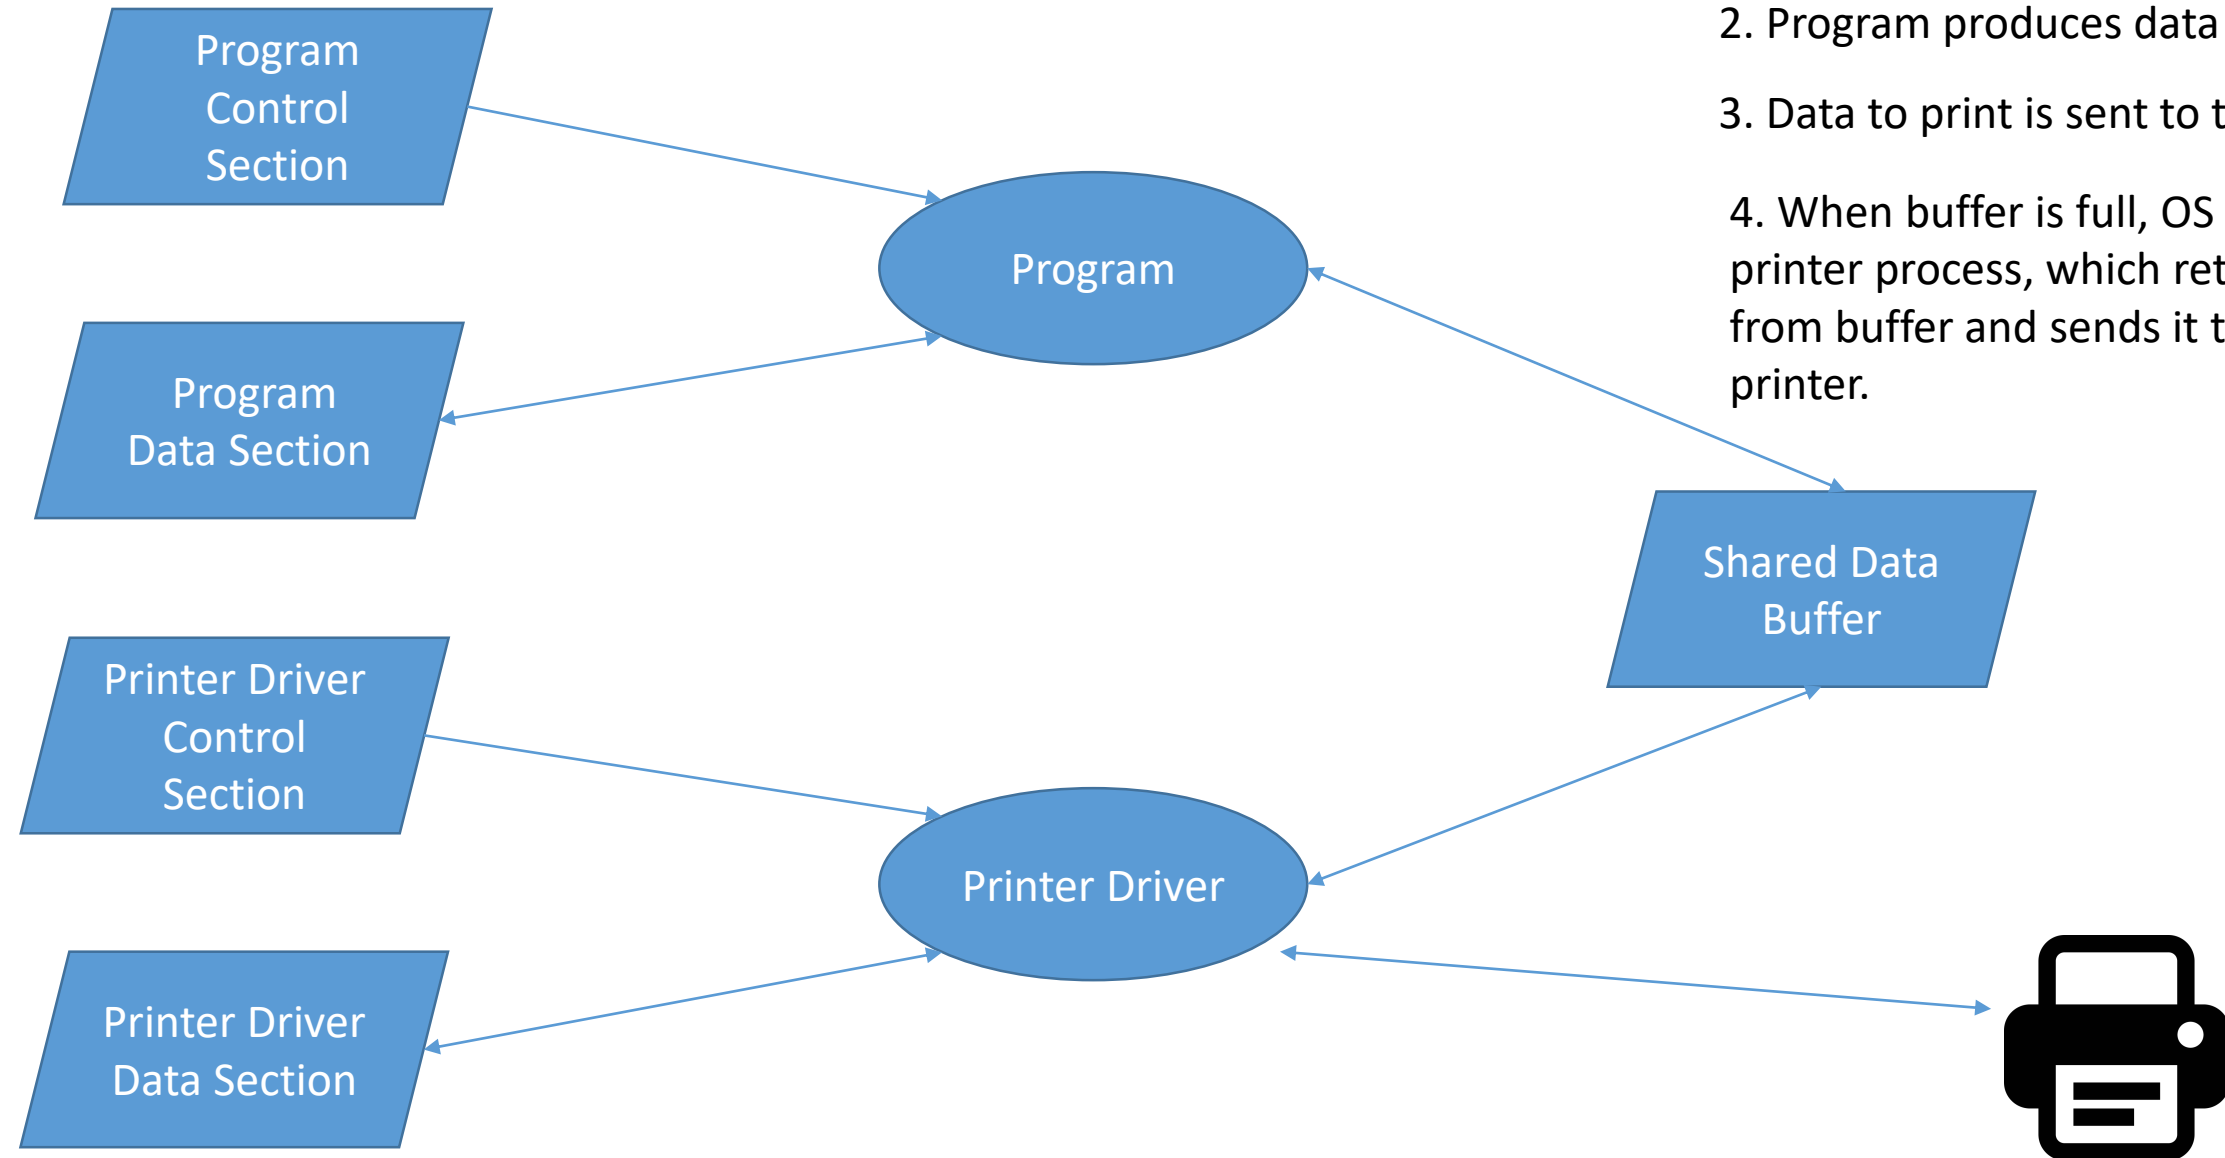 Program
Control
Section
Program
Data Section
Printer Driver
Control
Section
Printer Driver
Data Section
Program
Printer Driver
Shared Data
Buffer
2. Program produces data
3. Data to print is sent to
4. When buffer is full, OS
printer process, which
from buffer and sends it
printer.